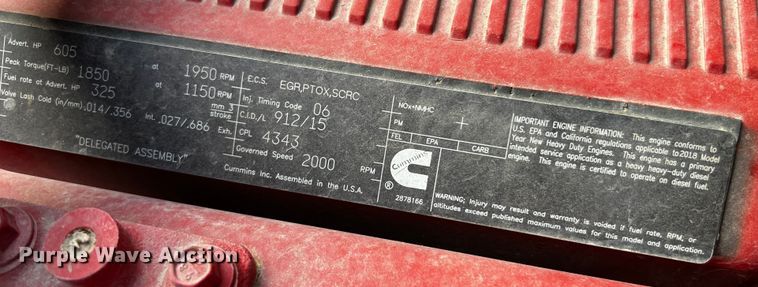 Advert. HP 605 at 1950 RPM
Peak Torque(FT-LB) 1850 at 1150 RPM
Fuel rate at Advert. HP 325 mm 3 stroke
Valve Lash Cold (in/mm) .014/.356 Int. .027/.686 Exh.
"DELEGATED ASSEMBLY"
E.C.S. EGR,PTOX,SCRC
Inj. Timing Code 06
C.I.D./L 912/15
CPL 4343
Governed Speed 2000 RPM
Cummins Inc. Assembled in the U.S.A.
NOx+NMHC
PM
FEL EPA CARB
Cummins
®
2878166
IMPORTANT ENGINE INFORMATION: This engine conforms to
U.S. EPA and California regulations applicable to 2018 Model
Year New Heavy Duty Engines. This engine has a primary
intended service application as a heavy heavy-duty diesel
engine. This engine is certified to operate on diesel fuel.
WARNING: Injury may result and warranty is voided if fuel rate, RPM, or
altitudes exceed published maximum values for this model and application.
Purple Wave Auction